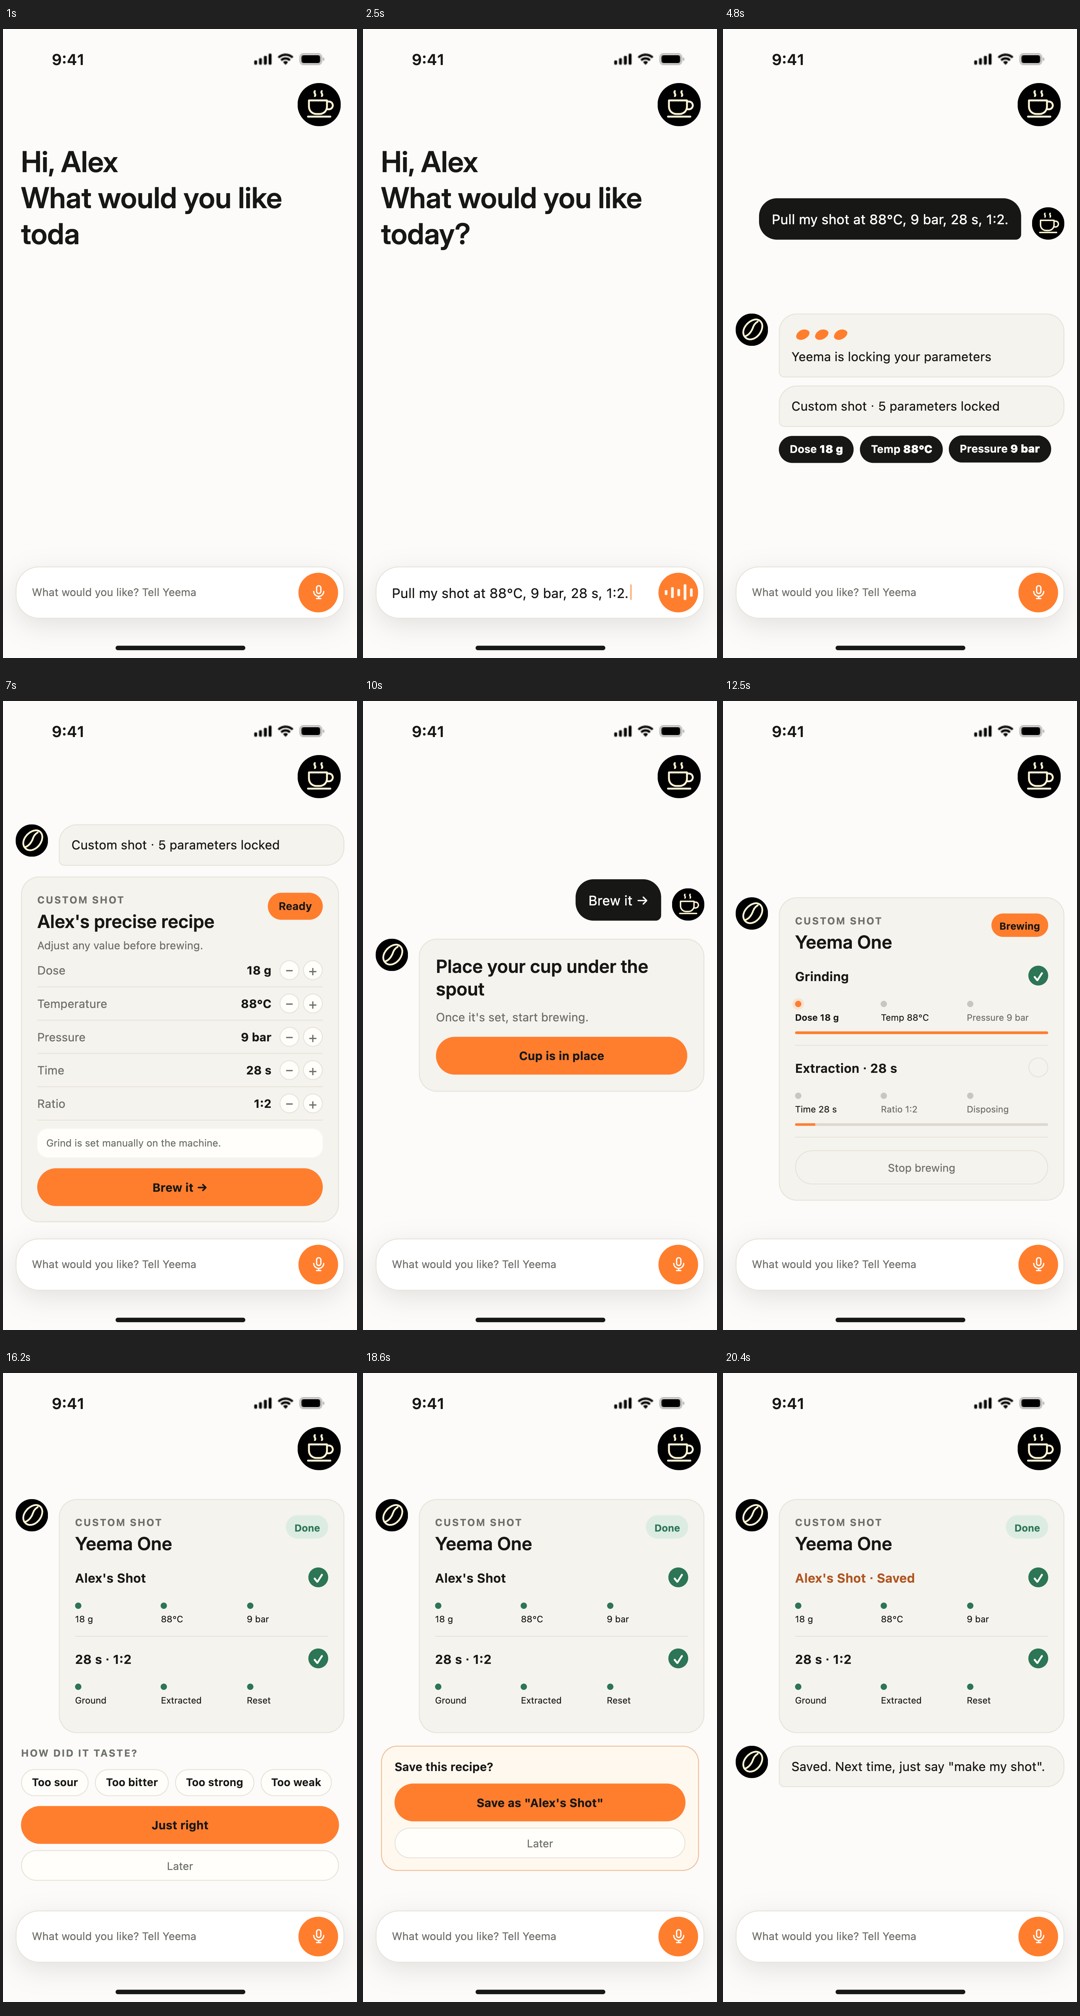 1s
9:41
Hi, Alex
What would you like
toda
What would you like? Tell Yeema
2.5s
9:41
Hi, Alex
What would you like
today?
Pull my shot at 88°C, 9 bar, 28 s, 1:2.
4.8s
9:41
Pull my shot at 88°C, 9 bar, 28 s, 1:2.
Yeema is locking your parameters
Custom shot · 5 parameters locked
Dose 18 g Temp 88°C Pressure 9 bar
What would you like? Tell Yeema
7s
9:41
Custom shot · 5 parameters locked
CUSTOM SHOT
Ready
Alex's precise recipe
Adjust any value before brewing.
Dose 18 g − +
Temperature 88°C − +
Pressure 9 bar − +
Time 28 s − +
Ratio 1:2 − +
Grind is set manually on the machine.
Brew it →
What would you like? Tell Yeema
10s
9:41
Brew it →
Place your cup under the
spout
Once it's set, start brewing.
Cup is in place
What would you like? Tell Yeema
12.5s
9:41
CUSTOM SHOT
Brewing
Yeema One
Grinding
Dose 18 g Temp 88°C Pressure 9 bar
Extraction · 28 s
Time 28 s Ratio 1:2 Disposing
Stop brewing
What would you like? Tell Yeema
16.2s
9:41
CUSTOM SHOT
Done
Yeema One
Alex's Shot
18 g 88°C 9 bar
28 s · 1:2
Ground Extracted Reset
HOW DID IT TASTE?
Too sour Too bitter Too strong Too weak
Just right
Later
What would you like? Tell Yeema
18.6s
9:41
CUSTOM SHOT
Done
Yeema One
Alex's Shot
18 g 88°C 9 bar
28 s · 1:2
Ground Extracted Reset
Save this recipe?
Save as "Alex's Shot"
Later
What would you like? Tell Yeema
20.4s
9:41
CUSTOM SHOT
Done
Yeema One
Alex's Shot · Saved
18 g 88°C 9 bar
28 s · 1:2
Ground Extracted Reset
Saved. Next time, just say "make my shot".
What would you like? Tell Yeema